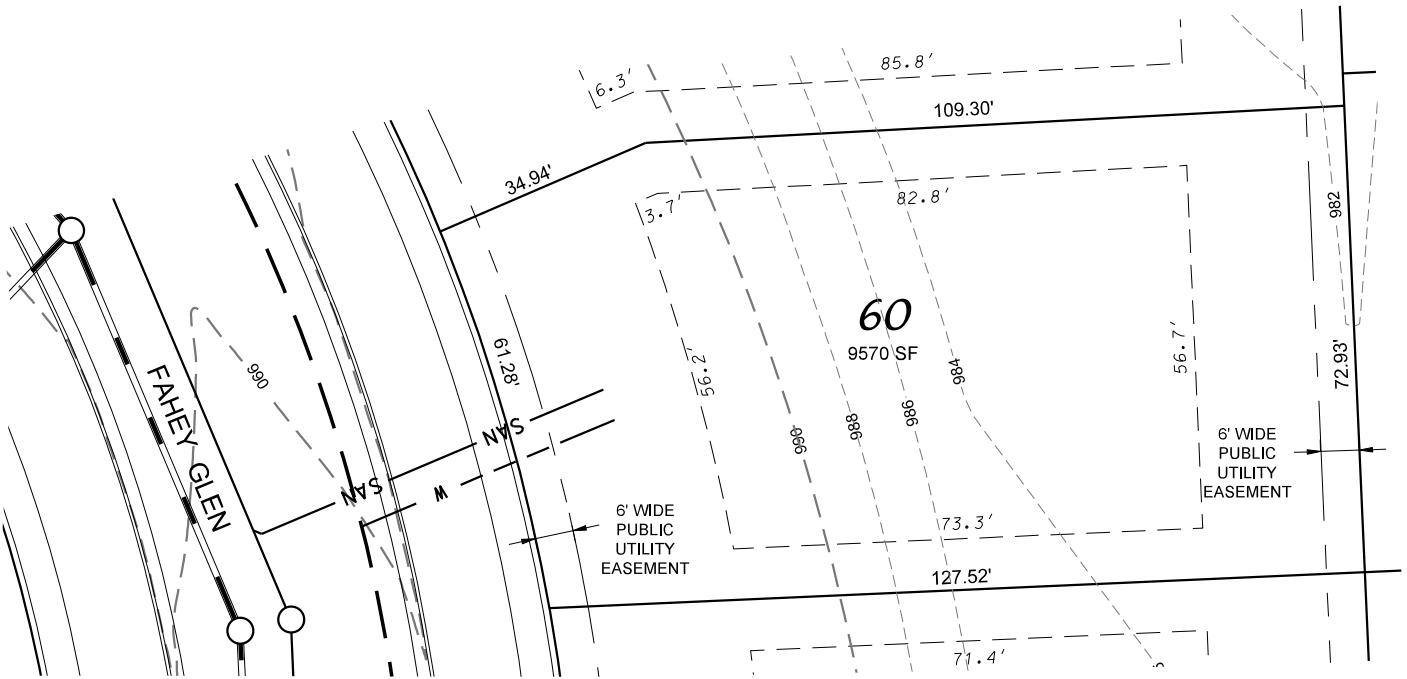 85.8'
6.3'
109.30'
34.94'
82.8'
3.7'
982
60
9570 SF
61.28'
56.2'
56.7'
72.93'
990
984
986
988
990
FAHEY GLEN
SAN
SAN
W
6' WIDE
PUBLIC
UTILITY
EASEMENT
6' WIDE
PUBLIC
UTILITY
EASEMENT
73.3'
127.52'
71.4'